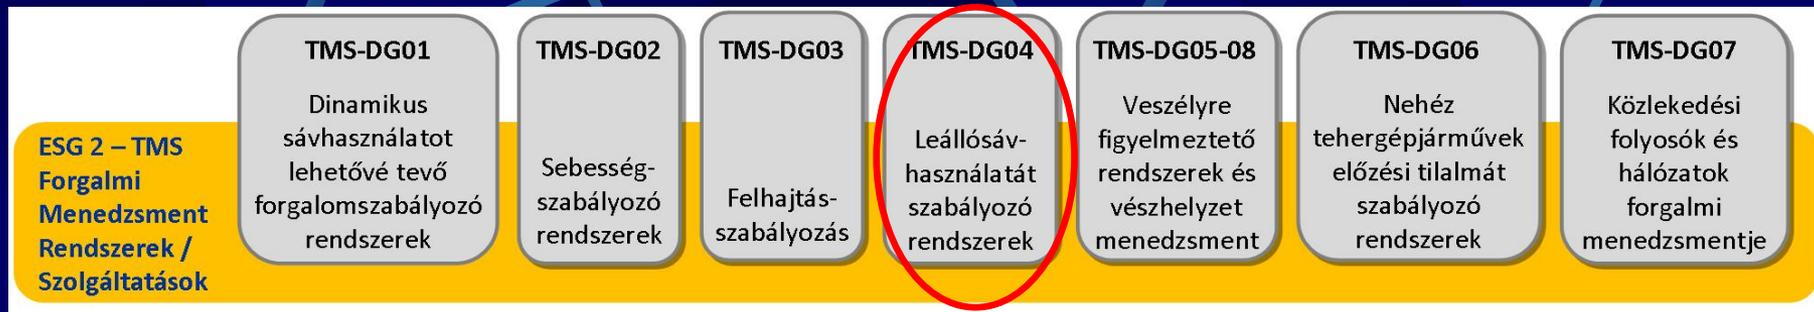 ESG 2 – TMS
Forgalmi
Menedzsment
Rendszerek /
Szolgáltatások
TMS-DG01
Dinamikus
sávhasználatot
lehetővé tevő
forgalomszabályozó
rendszerek
TMS-DG02
Sebesség-
szabályozó
rendszerek
TMS-DG03
Felhajtás-
szabályozás
TMS-DG04
Leállósáv-
használatát
szabályozó
rendszerek
TMS-DG05-08
Veszélyre
figyelmeztető
rendszerek és
vészhelyzet
menedzsment
TMS-DG06
Nehéz
tehergépjárművek
előzési tilalmát
szabályozó
rendszerek
TMS-DG07
Közlekedési
folyosók és
hálózatok
forgalmi
menedzsmentje